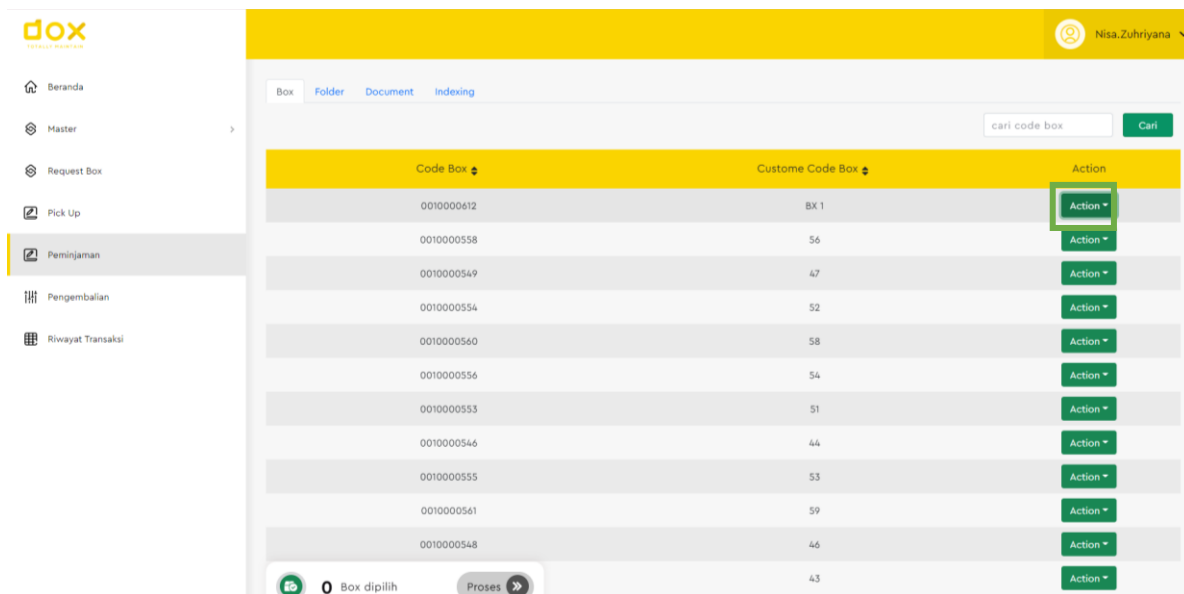 dox
TOTALLY MAINTAIN
Nisa.Zuhriyana
Beranda
Master
Request Box
Pick Up
Peminjaman
Pengembalian
Riwayat Transaksi
Box Folder Document Indexing
cari code box Cari
Code Box Custome Code Box Action
0010000612 BX 1 Action
0010000558 56 Action
0010000549 47 Action
0010000554 52 Action
0010000560 58 Action
0010000556 54 Action
0010000553 51 Action
0010000546 44 Action
0010000555 53 Action
0010000561 59 Action
0010000548 46 Action
43 Action
0 Box dipilih Proses